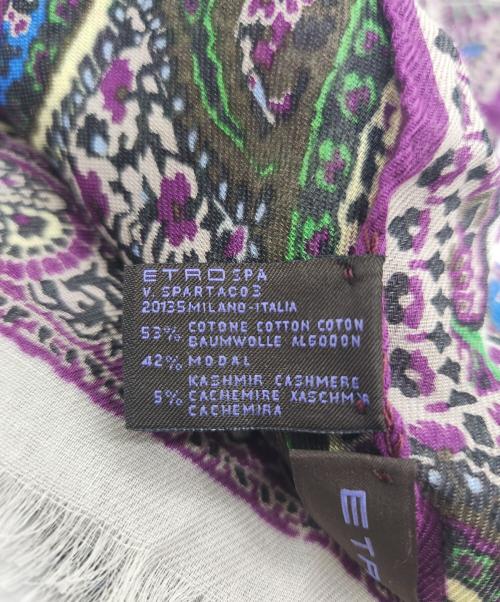 ETRO SPA
V. SPARTACO 3
20135 MILANO-ITALIA
53% COTONE COTTON COTON
BAUMWOLLE ALGODON
42% MODAL
KASHMIR CASHMERE
5% CACHEMIRE KASCHMIR
CACHEMIRA
ETR